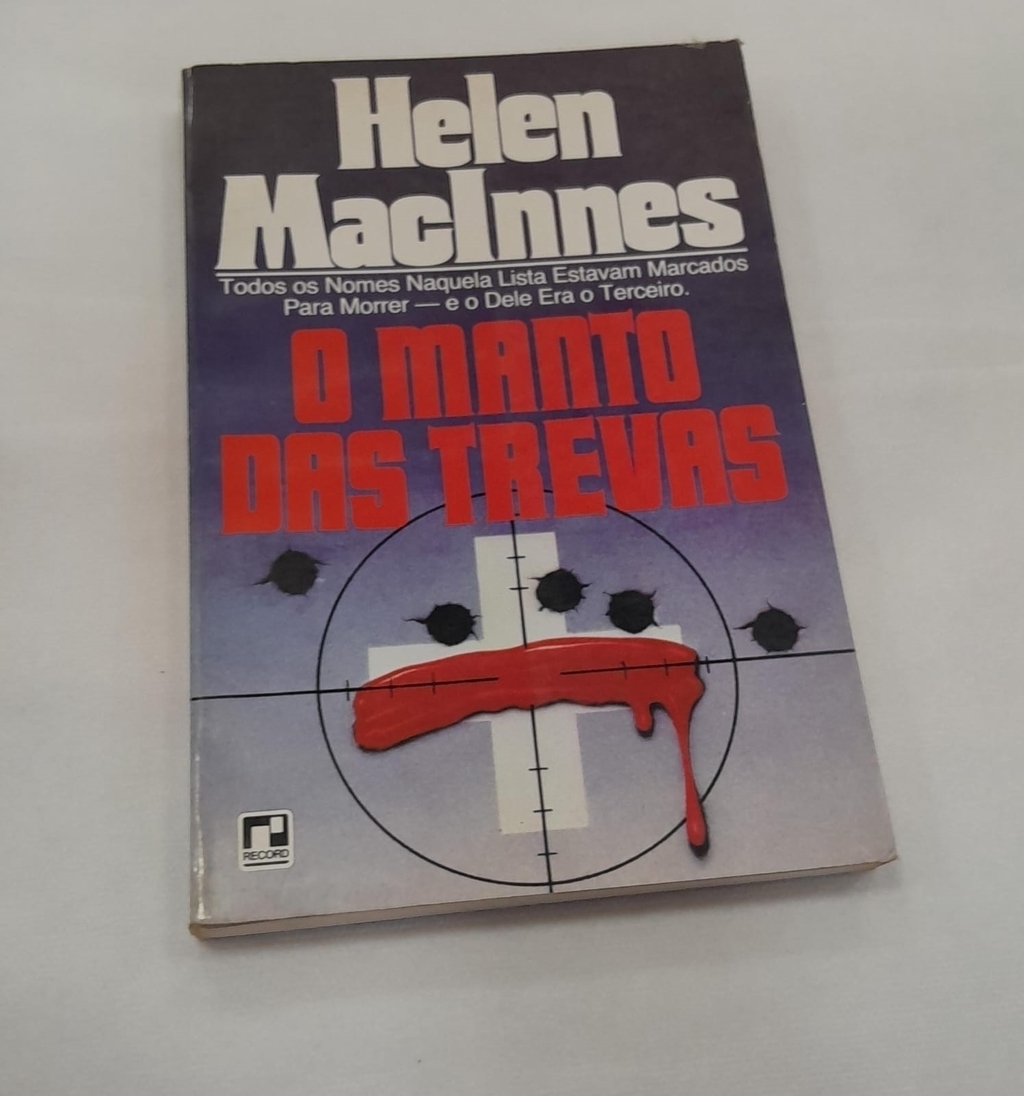 Helen
MacInnes
Todos os Nomes Naquela Lista Estavam Marcados
Para Morrer — e o Dele Era o Terceiro.
O MANTO
DAS TREVAS
RECORD